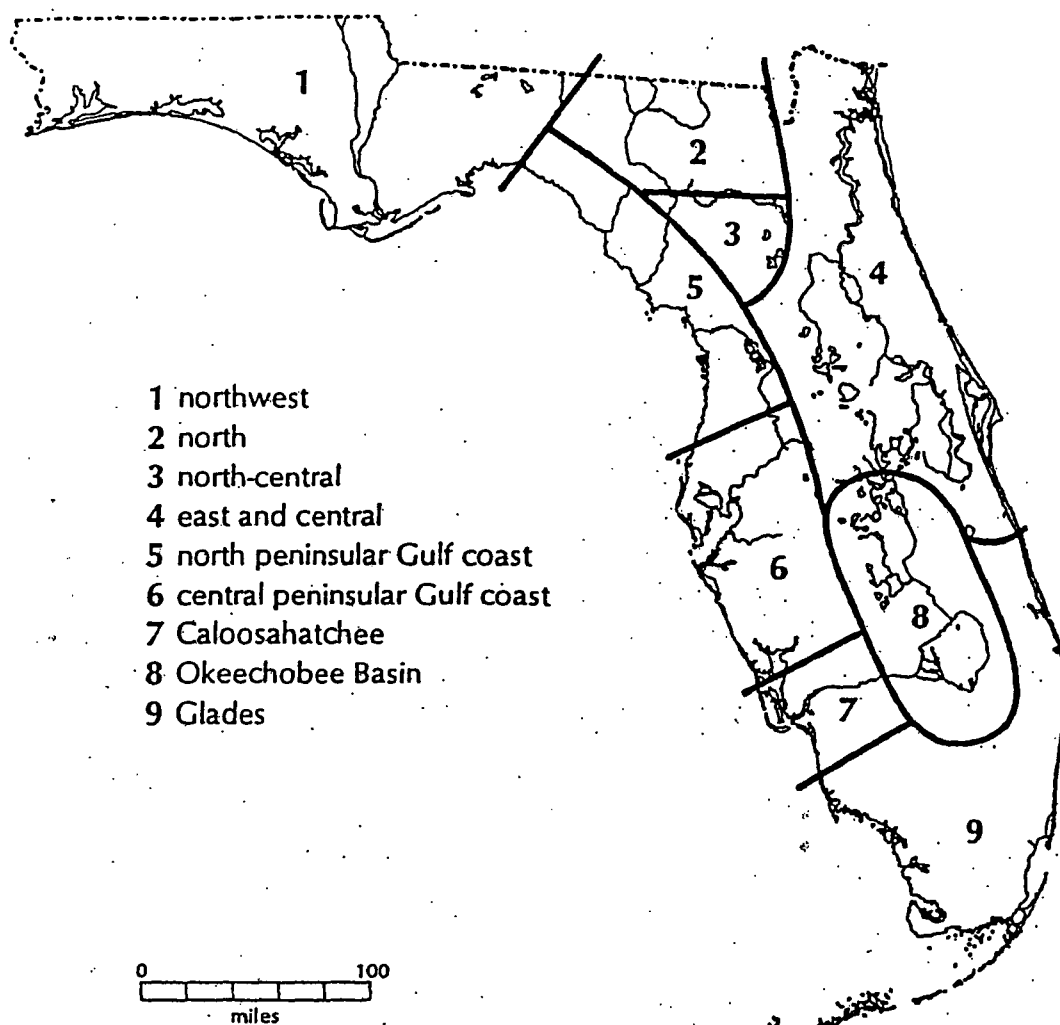 1
2
3
4
5
1 northwest
2 north
3 north-central
4 east and central
5 north peninsular Gulf coast
6 central peninsular Gulf coast
7 Caloosahatchee
8 Okeechobee Basin
9 Glades
6
8
7
9
0 100
miles